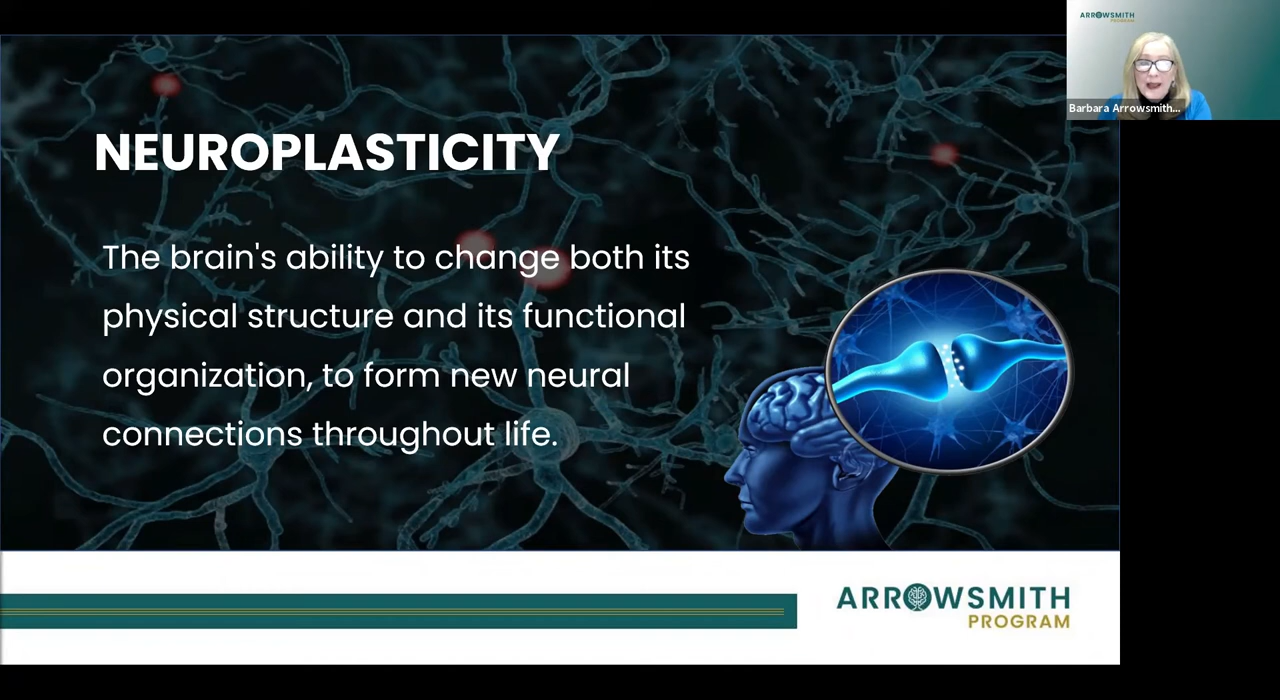 ARROWSMITH
PROGRAM
Barbara Arrowsmith...
NEUROPLASTICITY
The brain's ability to change both its
physical structure and its functional
organization, to form new neural
connections throughout life.
ARROWSMITH
PROGRAM